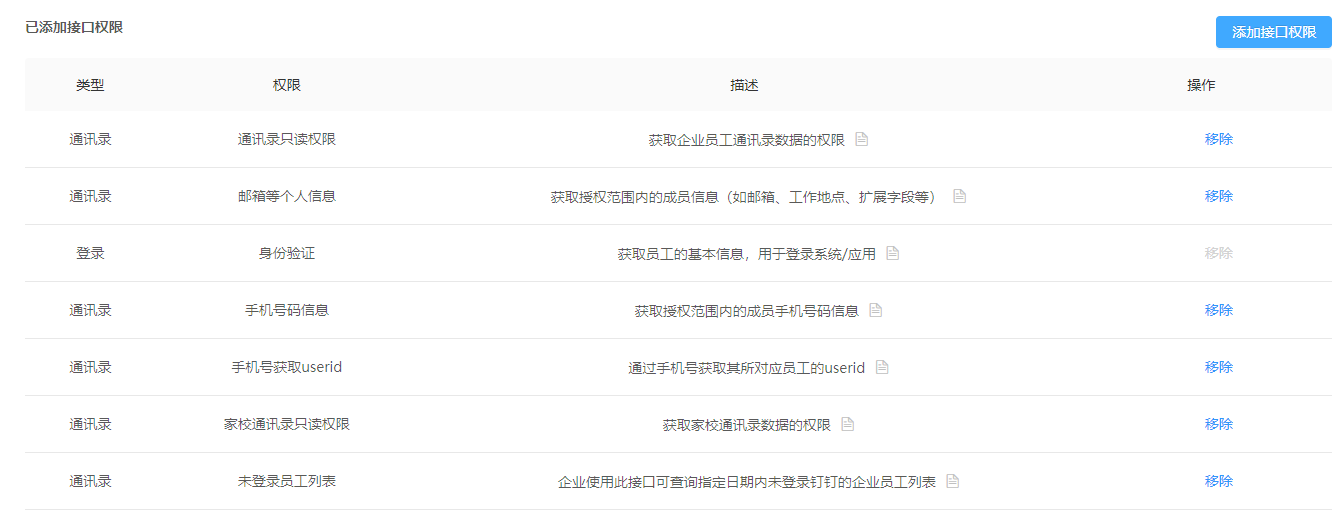 已添加接口权限
添加接口权限
类型 权限 描述 操作
通讯录 通讯录只读权限 获取企业员工通讯录数据的权限 移除
通讯录 邮箱等个人信息 获取授权范围内的成员信息（如邮箱、工作地点、扩展字段等） 移除
登录 身份验证 获取员工的基本信息，用于登录系统/应用 移除
通讯录 手机号码信息 获取授权范围内的成员手机号码信息 移除
通讯录 手机号获取userid 通过手机号获取其所对应员工的userid 移除
通讯录 家校通讯录只读权限 获取家校通讯录数据的权限 移除
通讯录 未登录员工列表 企业使用此接口可查询指定日期内未登录钉钉的企业员工列表 移除